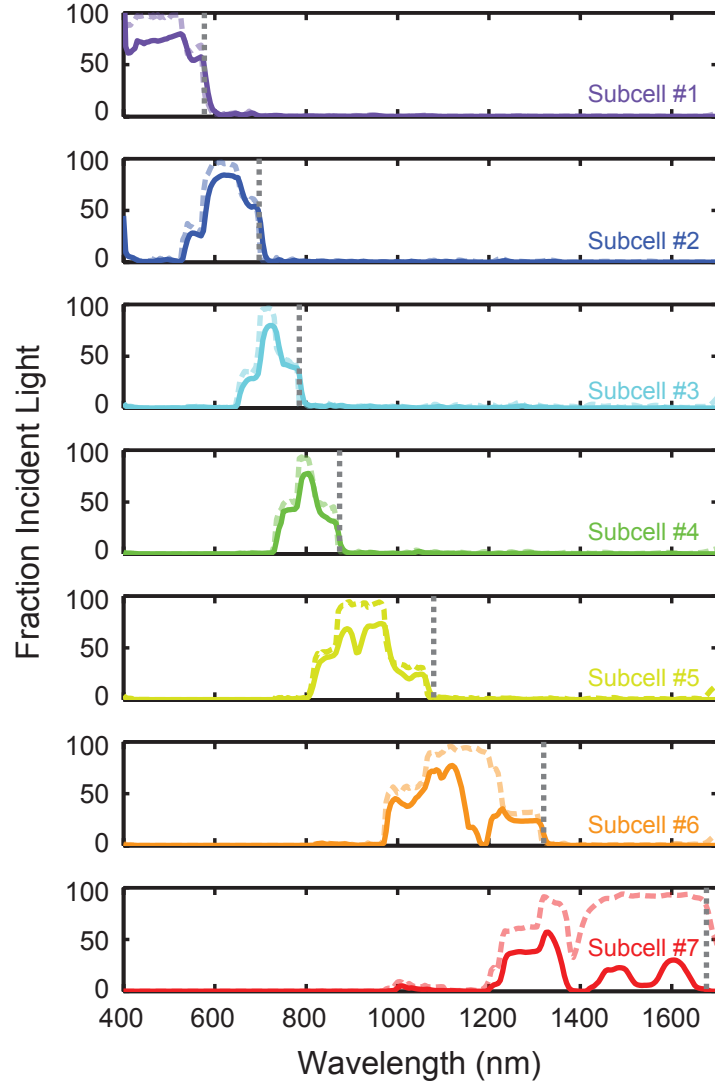 100
50
0
Subcell #1
100
50
0
Subcell #2
100
50
0
Subcell #3
100
50
0
Subcell #4
100
50
0
Subcell #5
100
50
0
Subcell #6
100
50
0
Subcell #7
400 600 800 1000 1200 1400 1600
Wavelength (nm)
Fraction Incident Light